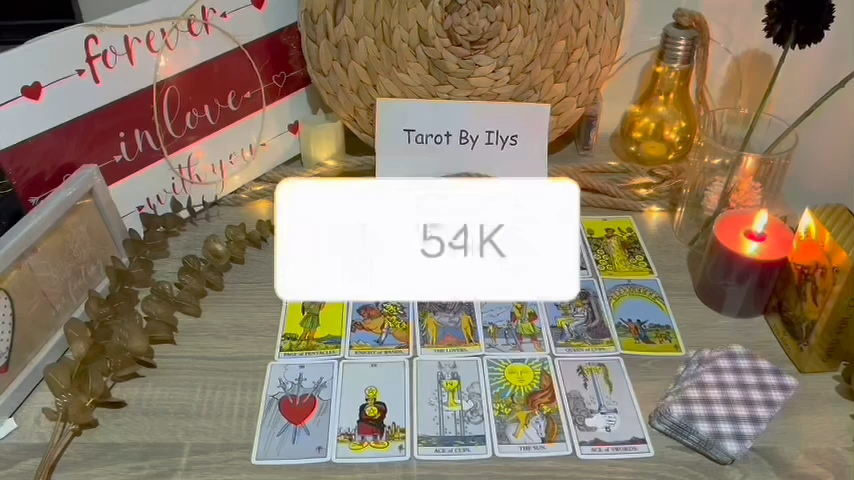 forever
in love
with you
Tarot By Ilys
54K
PAGE of PENTACLES.
KNIGHT of WANDS.
THE LOVERS.
QUEEN of CUPS.
ACE of CUPS.
THE SUN.
ACE of SWORDS.